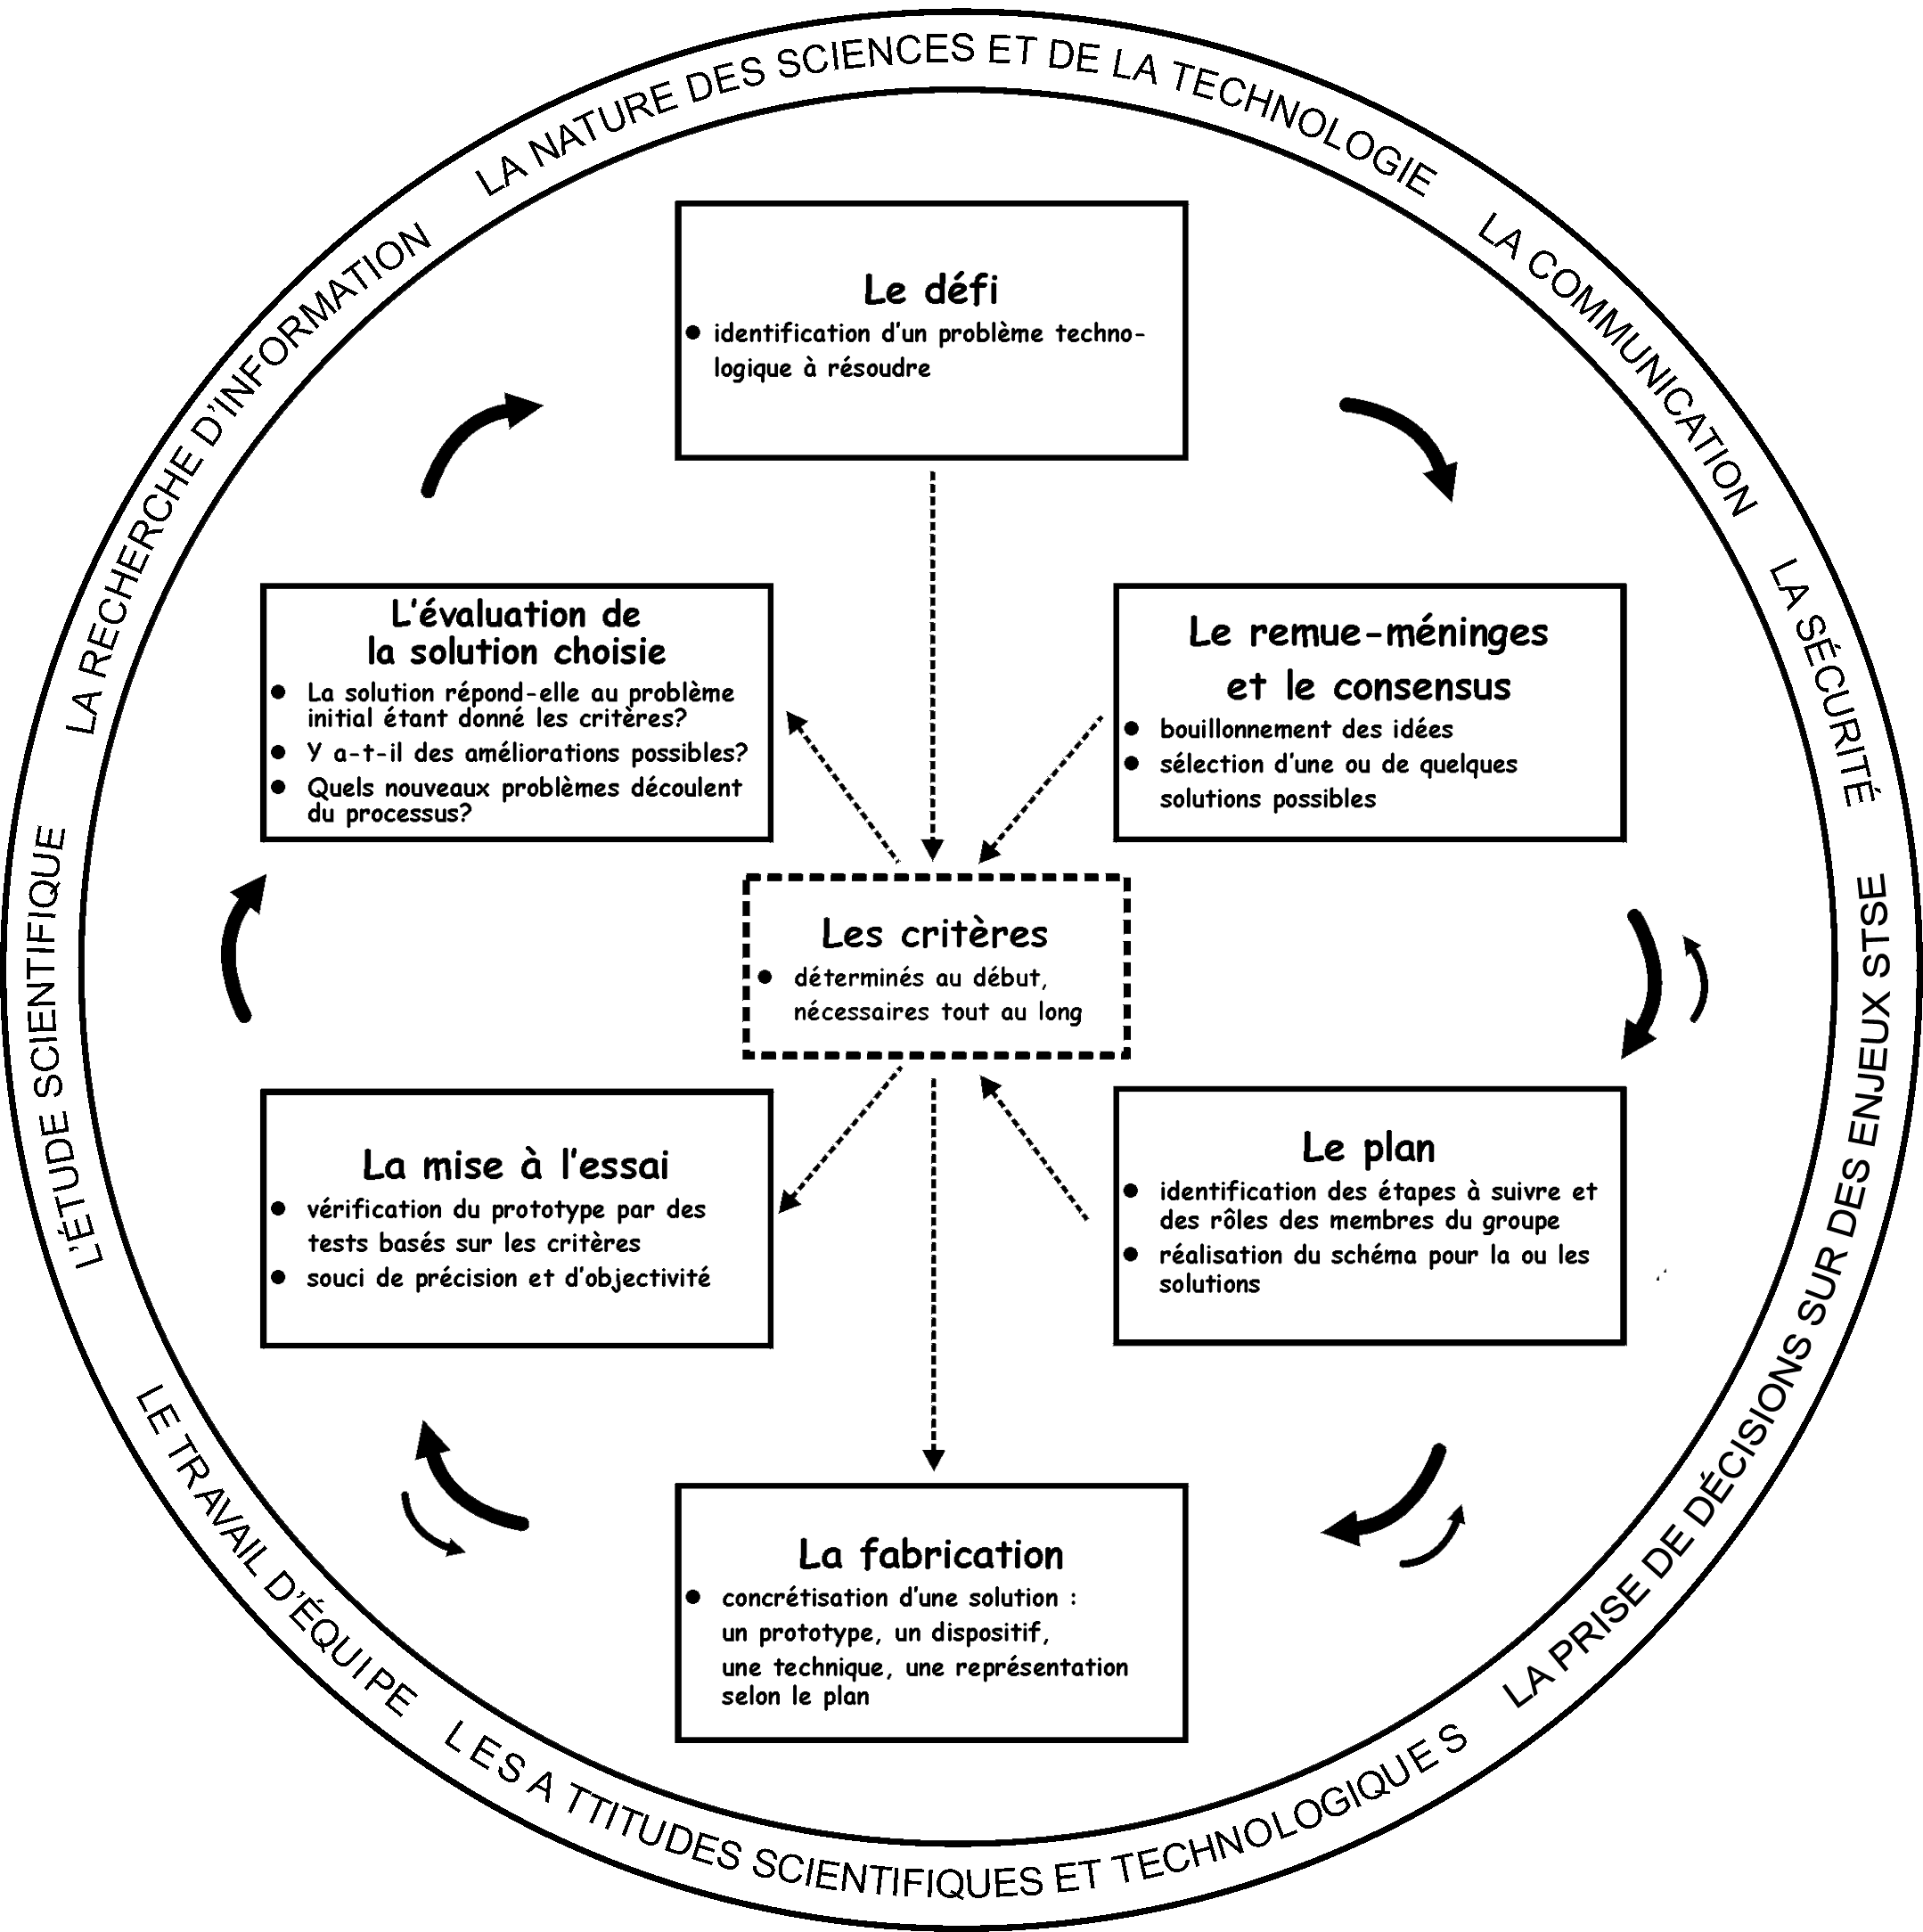 LA NATURE DES SCIENCES ET DE LA TECHNOLOGIE
LA COMMUNICATION
LA SÉCURITÉ
LA PRISE DE DÉCISIONS SUR DES ENJEUX STSE
LES ATTITUDES SCIENTIFIQUES ET TECHNOLOGIQUES
LE TRAVAIL D'ÉQUIPE
L'ÉTUDE SCIENTIFIQUE
LA RECHERCHE D'INFORMATION
Le défi
● identification d'un problème techno-
logique à résoudre
Le remue-méninges
et le consensus
● bouillonnement des idées
● sélection d'une ou de quelques
solutions possibles
Le plan
● identification des étapes à suivre et
des rôles des membres du groupe
● réalisation du schéma pour la ou les
solutions
La fabrication
● concrétisation d'une solution :
un prototype, un dispositif,
une technique, une représentation
selon le plan
La mise à l'essai
● vérification du prototype par des
tests basés sur les critères
● souci de précision et d'objectivité
L'évaluation de
la solution choisie
● La solution répond-elle au problème
initial étant donné les critères?
● Y a-t-il des améliorations possibles?
● Quels nouveaux problèmes découlent
du processus?
Les critères
● déterminés au début,
nécessaires tout au long